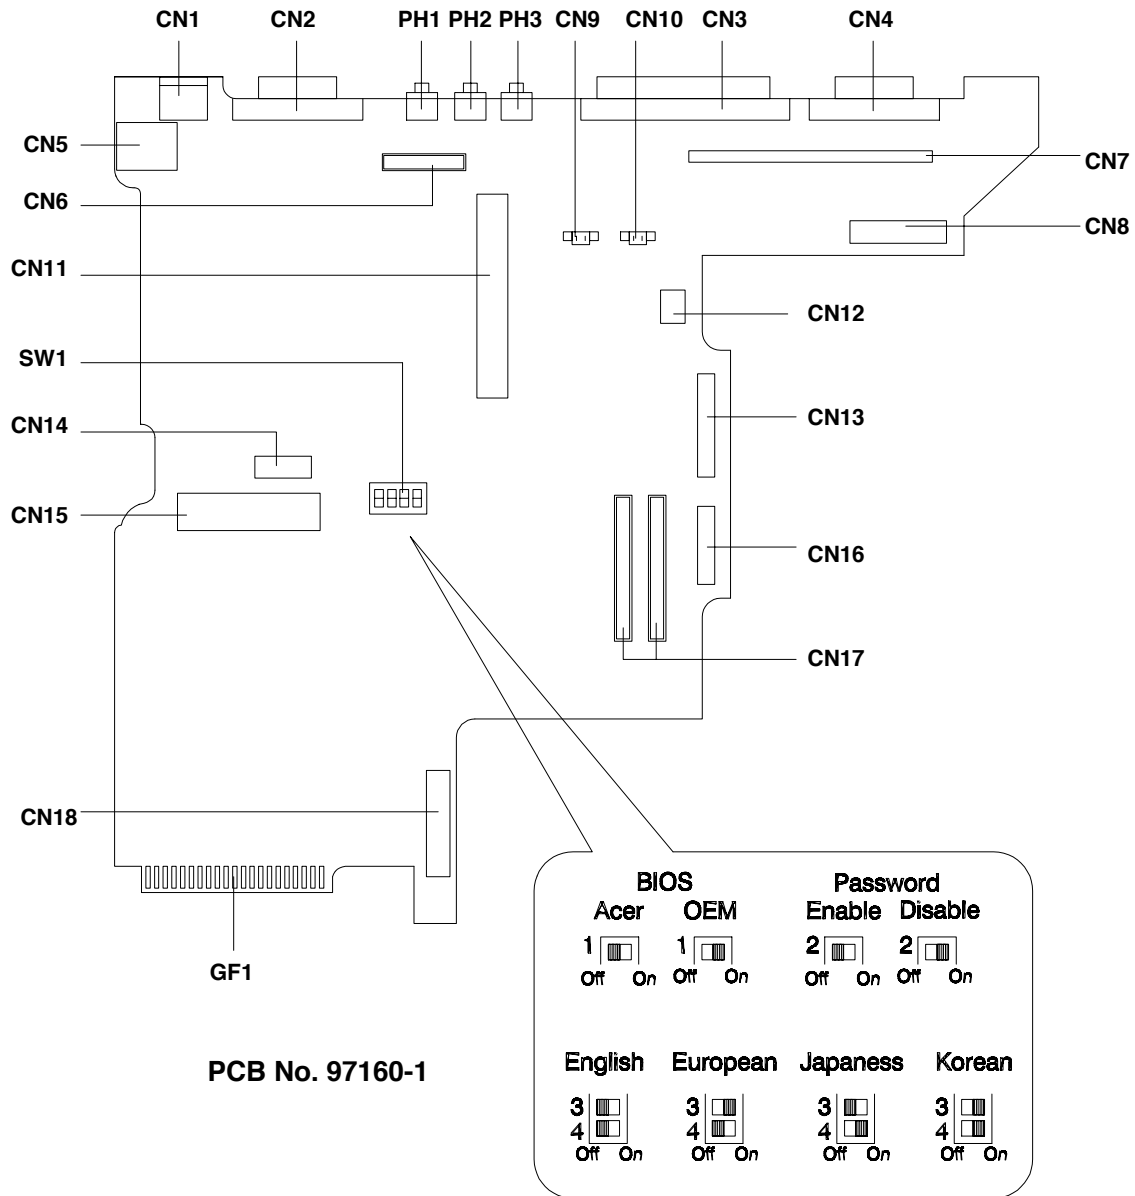 CN1 CN2 PH1 PH2 PH3 CN9 CN10 CN3 CN4
CN5
CN7
CN6
CN8
CN11
CN12
SW1
CN13
CN14
CN15
CN16
CN17
CN18
GF1
PCB No. 97160-1
BIOS Password
Acer OEM Enable Disable
1 1 2 2
Off On Off On Off On Off On
English European Japaness Korean
3 3 3 3
4 4 4 4
Off On Off On Off On Off On